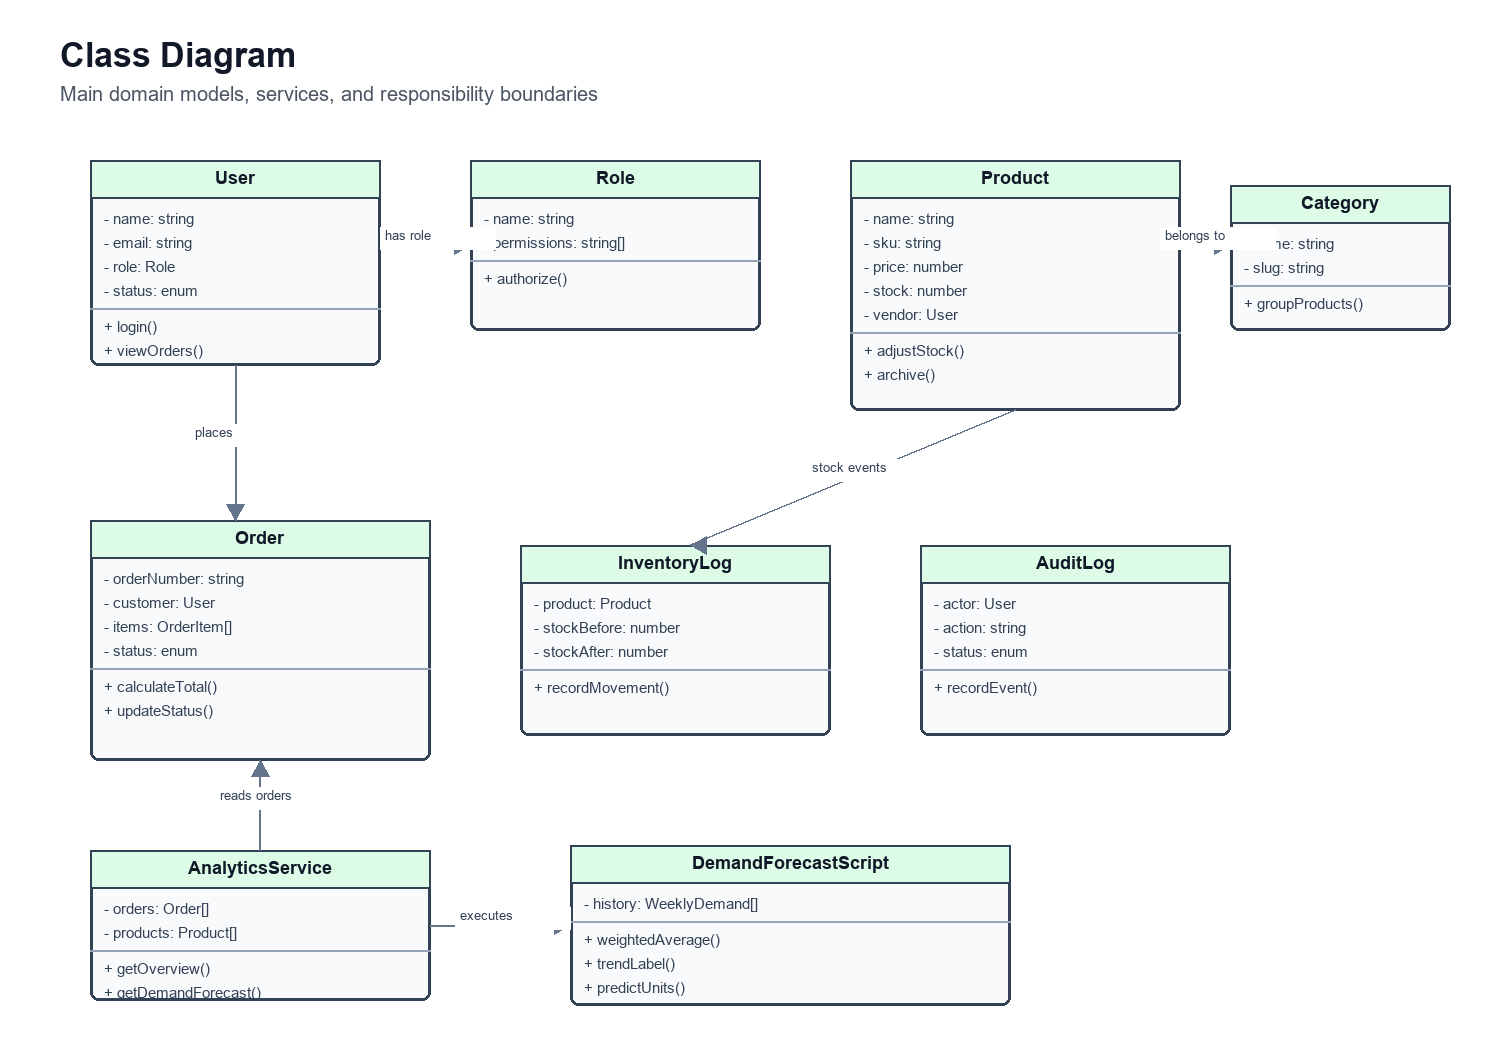 Class Diagram
Main domain models, services, and responsibility boundaries
User
- name: string
- email: string
- role: Role
- status: enum
+ login()
+ viewOrders()
has role
Role
- name: string
permissions: string[]
+ authorize()
Product
- name: string
- sku: string
- price: number
- stock: number
- vendor: User
+ adjustStock()
+ archive()
belongs to
Category
me: string
- slug: string
+ groupProducts()
places
stock events
Order
- orderNumber: string
- customer: User
- items: OrderItem[]
- status: enum
+ calculateTotal()
+ updateStatus()
InventoryLog
- product: Product
- stockBefore: number
- stockAfter: number
+ recordMovement()
AuditLog
- actor: User
- action: string
- status: enum
+ recordEvent()
reads orders
AnalyticsService
- orders: Order[]
- products: Product[]
+ getOverview()
+ getDemandForecast()
executes
DemandForecastScript
- history: WeeklyDemand[]
+ weightedAverage()
+ trendLabel()
+ predictUnits()